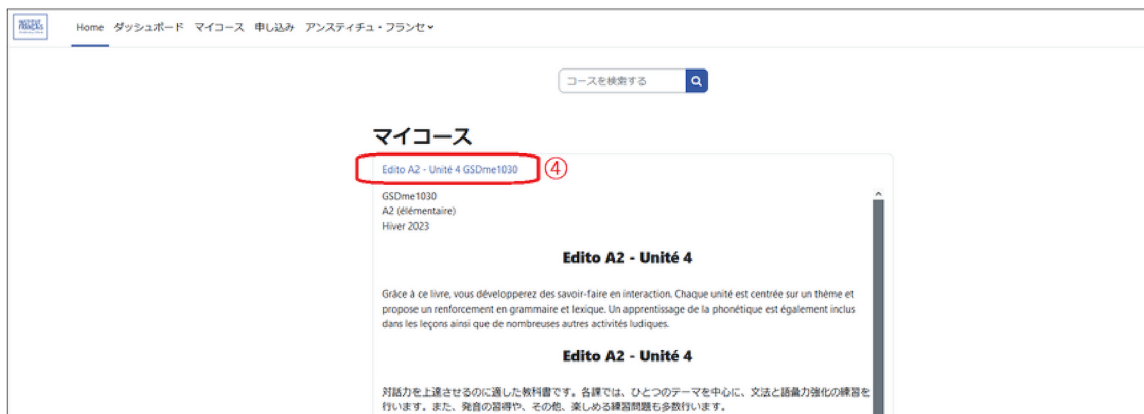 INSTITUT
FRANÇAIS
Home ダッシュボード マイコース 申し込み アンスティチュ・フランセ
コースを検索する
マイコース
Edito A2 - Unité 4 GSDme1030 ④
GSDme1030
A2 (élémentaire)
Hiver 2023
Edito A2 - Unité 4
Grâce à ce livre, vous développerez des savoir-faire en interaction. Chaque unité est centrée sur un thème et
propose un renforcement en grammaire et lexique. Un apprentissage de la phonétique est également inclus
dans les leçons ainsi que de nombreuses autres activités ludiques.
Edito A2 - Unité 4
対話力を上達させるのに適した教科書です。各課では、ひとつのテーマを中心に、文法と語彙力強化の練習を
行います。また、発音の習得や、その他、楽しめる練習問題も多数行います。